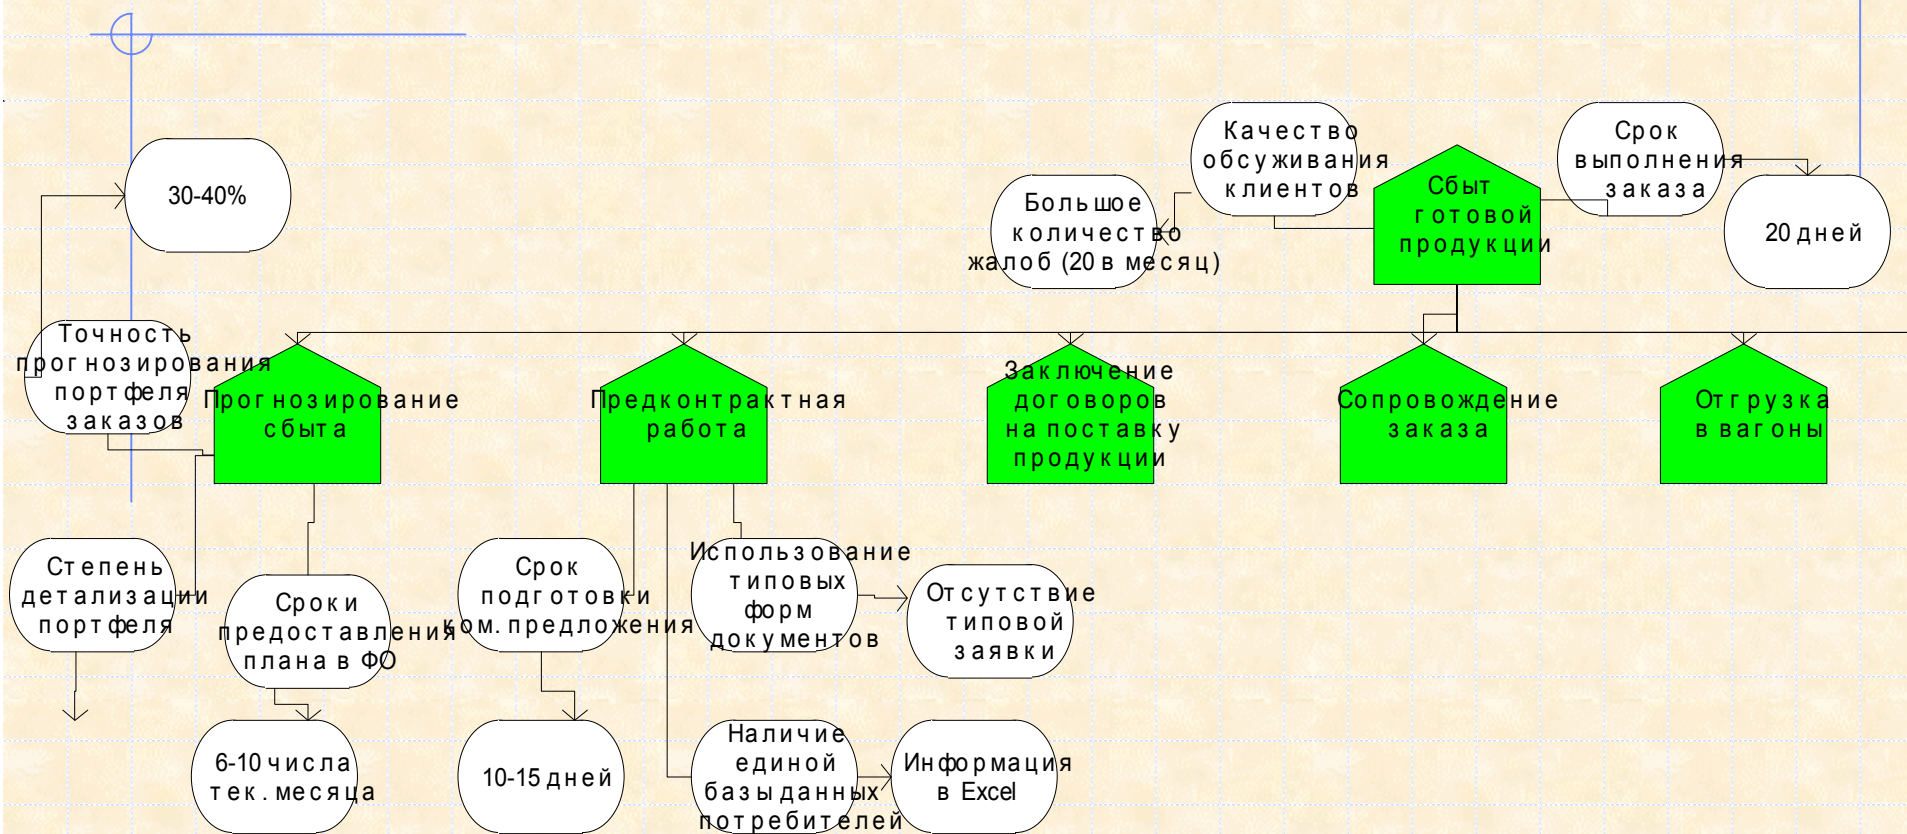 30-40%
Большое
количество
жалоб (20 в месяц)
Качество
обсуживания
клиентов
Сбыт
готовой
продукции
Срок
выполнения
заказа
20 дней
Точность
прогнозирования
портфеля
заказов
Прогнозирование
сбыта
Предконтрактная
работа
Заключение
договоров
на поставку
продукции
Сопровождение
заказа
Отгрузка
в вагоны
Степень
детализации
портфеля
Сроки
предоставления
плана в ФО
Срок
подготовки
ком. предложения
Использование
типовых
форм
документов
Отсутствие
типовой
заявки
6-10 числа
тек. месяца
10-15 дней
Наличие
единой
базы данных
потребителей
Информация
в Excel